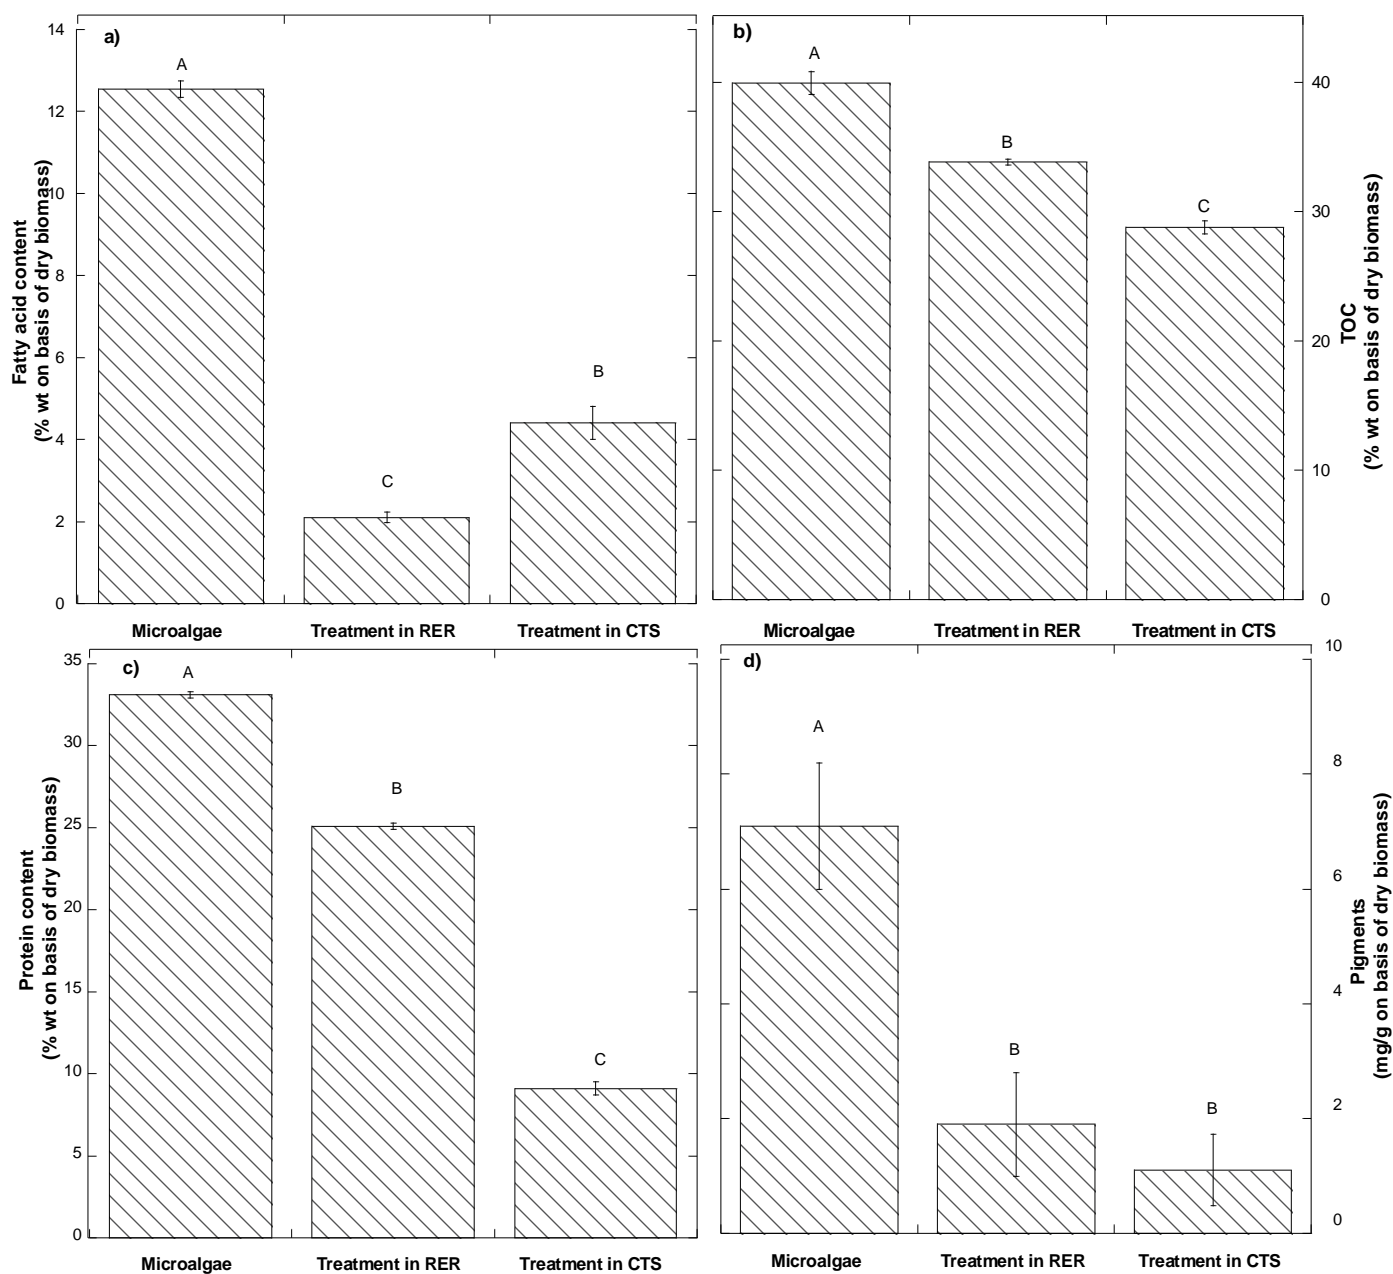 a)
14
12
10
8
6
4
2
0
Fatty acid content
(% wt on basis of dry biomass)
A
C
B
Microalgae
Treatment in RER
Treatment in CTS
b)
40
30
20
10
0
TOC
(% wt on basis of dry biomass)
A
B
C
Microalgae
Treatment in RER
Treatment in CTS
c)
35
30
25
20
15
10
5
0
Protein content
(% wt on basis of dry biomass)
A
B
C
Microalgae
Treatment in RER
Treatment in CTS
d)
10
8
6
4
2
0
Pigments
(mg/g on basis of dry biomass)
A
B
B
Microalgae
Treatment in RER
Treatment in CTS